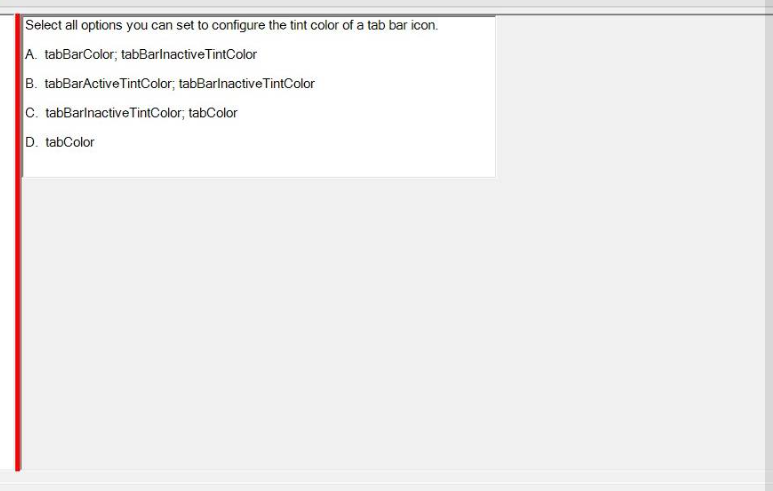 Select all options you can set to configure the tint color of a tab bar icon.
A. tabBarColor; tabBarInactiveTintColor
B. tabBarActiveTintColor; tabBarInactiveTintColor
C. tabBarInactiveTintColor; tabColor
D. tabColor